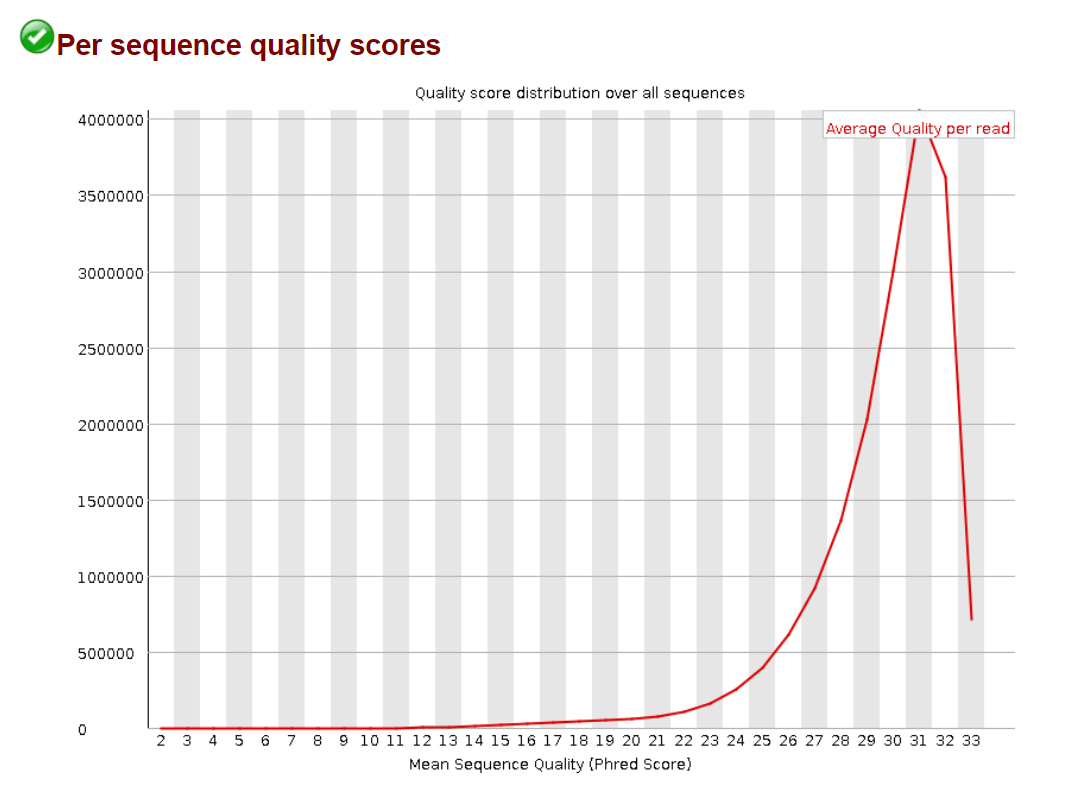 Per sequence quality scores
Quality score distribution over all sequences
Average Quality per read
4000000
3500000
3000000
2500000
2000000
1500000
1000000
500000
0
2 3 4 5 6 7 8 9 10 11 12 13 14 15 16 17 18 19 20 21 22 23 24 25 26 27 28 29 30 31 32 33
Mean Sequence Quality (Phred Score)